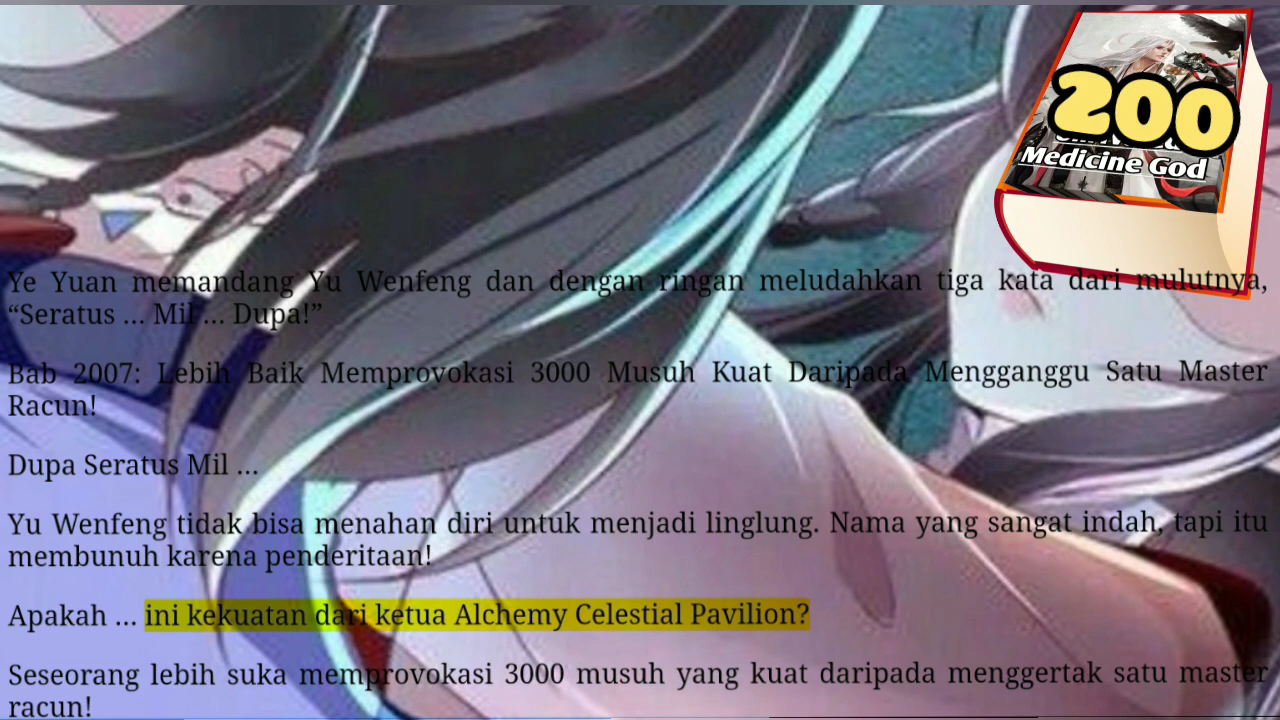 200
Medicine God
Ye Yuan memandang Yu Wenfeng dan dengan ringan meludahkan tiga kata dari mulutnya,
“Seratus ... Mil ... Dupa!”
Bab 2007: Lebih Baik Memprovokasi 3000 Musuh Kuat Daripada Mengganggu Satu Master
Racun!
Dupa Seratus Mil ...
Yu Wenfeng tidak bisa menahan diri untuk menjadi linglung. Nama yang sangat indah, tapi itu
membunuh karena penderitaan!
Apakah ... ini kekuatan dari ketua Alchemy Celestial Pavilion?
Seseorang lebih suka memprovokasi 3000 musuh yang kuat daripada menggertak satu master
racun!